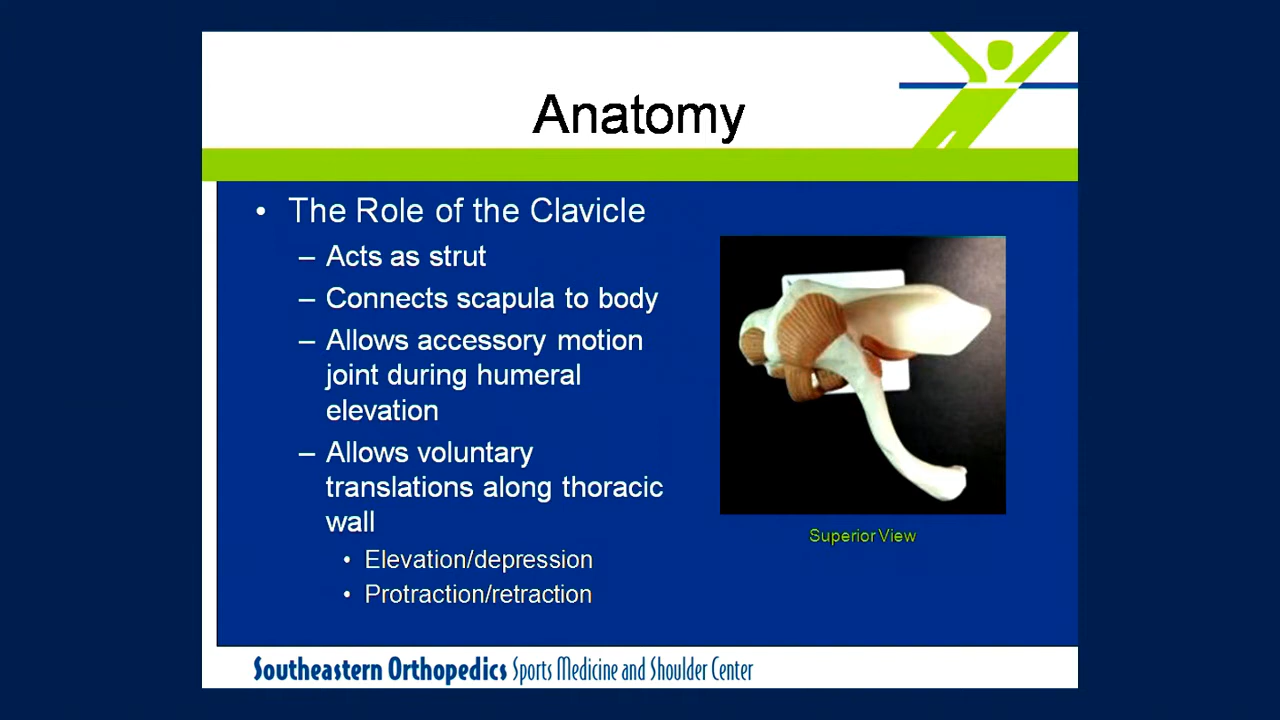 Anatomy
• The Role of the Clavicle
– Acts as strut
– Connects scapula to body
– Allows accessory motion
joint during humeral
elevation
– Allows voluntary
translations along thoracic
wall
• Elevation/depression
• Protraction/retraction
Superior View
Southeastern Orthopedics Sports Medicine and Shoulder Center